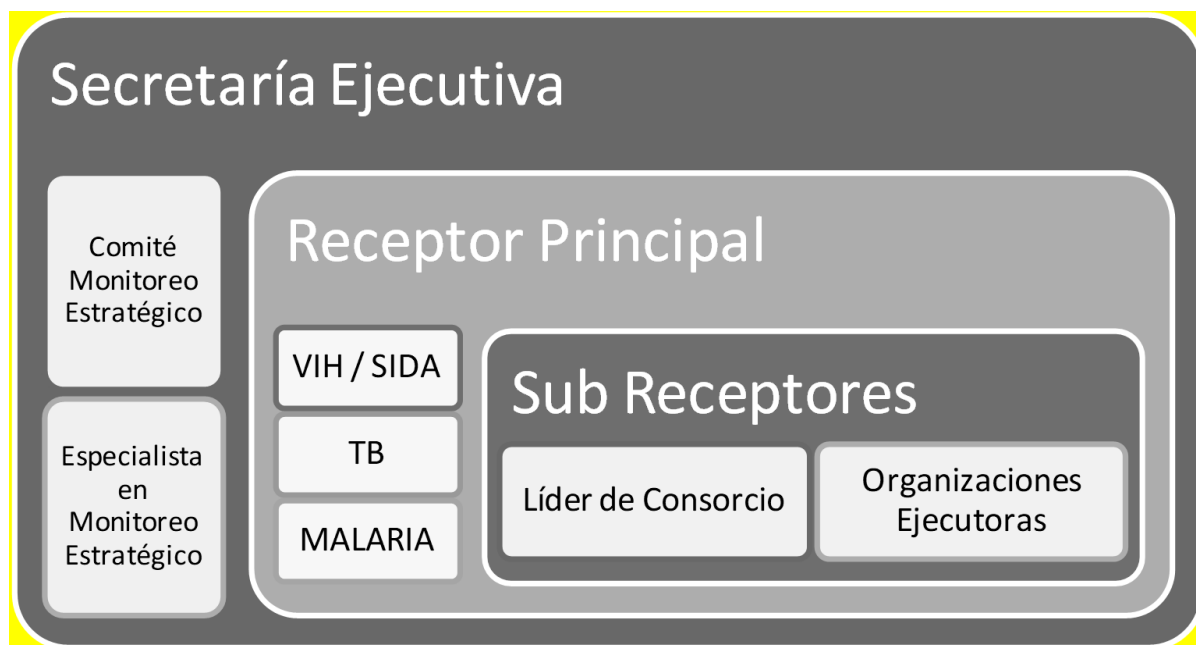 Secretaría Ejecutiva
Comité
Monitoreo
Estratégico
Especialista
en
Monitoreo
Estratégico
Receptor Principal
VIH / SIDA
TB
MALARIA
Sub Receptores
Líder de Consorcio
Organizaciones
Ejecutoras